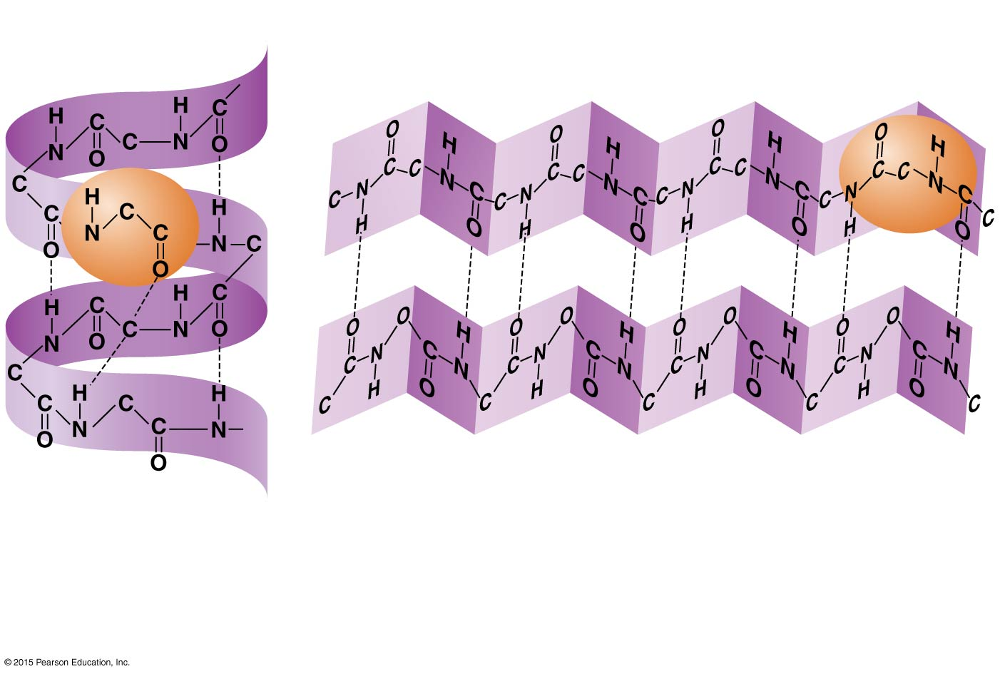 H C H C
N O C N O
C
H C H
C N C N C
O O
H C H C
N O C N O
C
H C H
C N C N
O O
O H O H O H O H
C N C C N C C N C C N C C N C C N C C N C C N C C
H O H O H O H O
O O H O O H O O H O O H
C N C N C N C N C N C N C N C N
C H O C H O C H O C H O C
© 2015 Pearson Education, Inc.